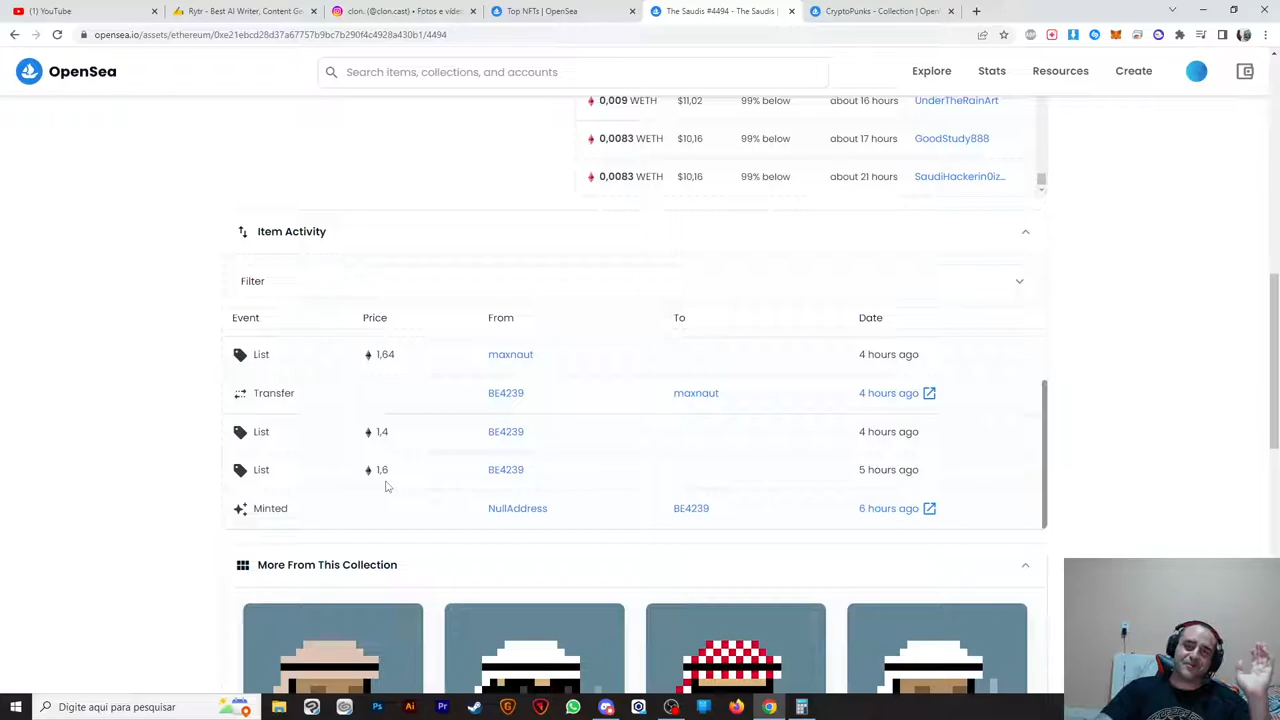 (1) YouTube
Rytr - Best AI Writer, Content Ge
clon. (@clon.cast) • Fotos e víde
Top NFTs | OpenSea
The Saudis #4494 - The Saudis |
CryptoPunks - Collection | Open
opensea.io/assets/ethereum/0xe21ebcd28d37a67757b9bc7b290f4c4928a430b1/4494
OpenSea
Search items, collections, and accounts
Explore
Stats
Resources
Create
0,009 WETH $11,02 99% below about 16 hours UnderTheRainArt
0,0083 WETH $10,16 99% below about 17 hours GoodStudy888
0,0083 WETH $10,16 99% below about 21 hours SaudiHackerin0iz...
Item Activity
Filter
Event Price From To Date
List 1,64 maxnaut 4 hours ago
Transfer BE4239 maxnaut 4 hours ago
List 1,4 BE4239 4 hours ago
List 1,6 BE4239 5 hours ago
Minted NullAddress BE4239 6 hours ago
More From This Collection
Digite aqui para pesquisar